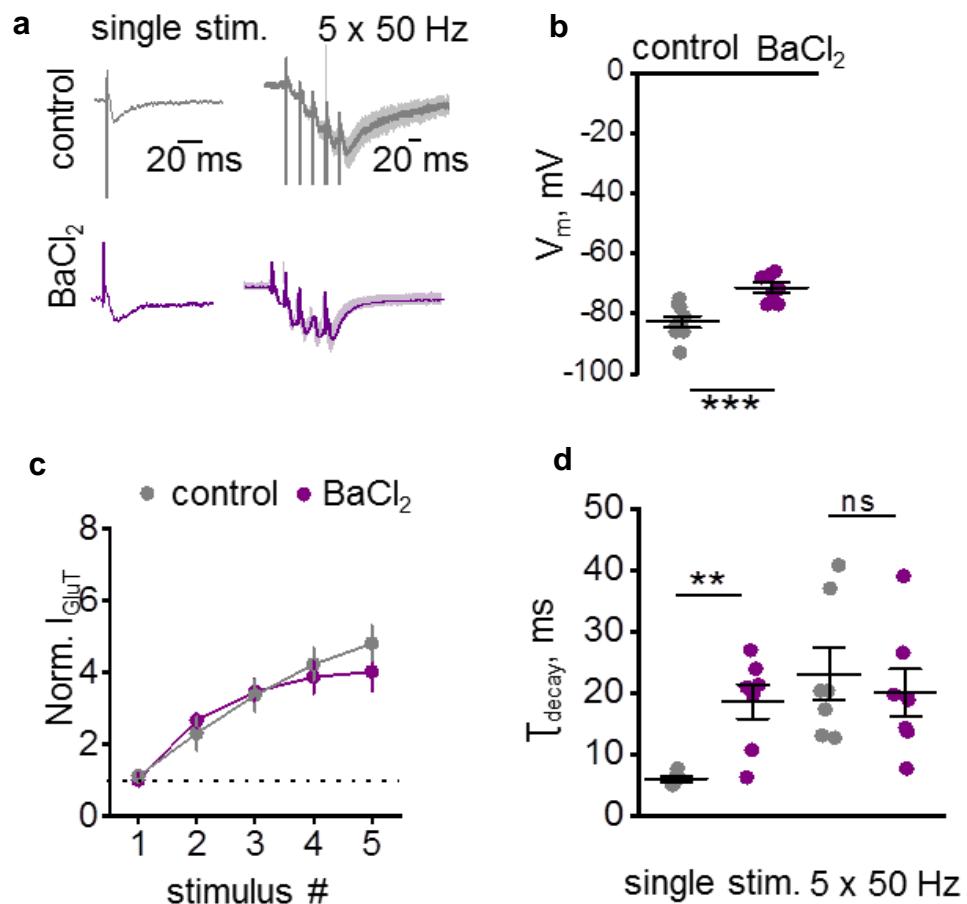 a
single stim. 5 x 50 Hz
control
20 ms
20 ms
BaCl₂
b
control BaCl₂
0
-20
-40
-60
-80
-100
Vm, mV
***
c
control BaCl₂
8
6
4
2
0
Norm. IGluT
1 2 3 4 5
stimulus #
d
50
40
30
20
10
0
τdecay, ms
**
ns
single stim. 5 x 50 Hz